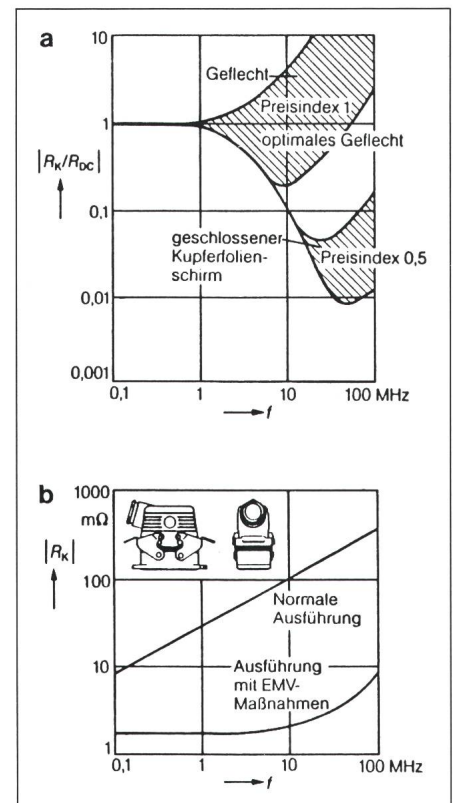 a
10
Geflecht
Preisindex 1
1
optimales Geflecht
|R_K/R_DC|
0,1
geschlossener
Kupferfolien-
schirm
Preisindex 0,5
0,01
0,001
0,1 1 10 100 MHz
f
b
1000
mΩ
|R_K|
100
Normale
Ausführung
10
Ausführung
mit EMV-
Maßnahmen
1
0,1 1 10 100 MHz
f